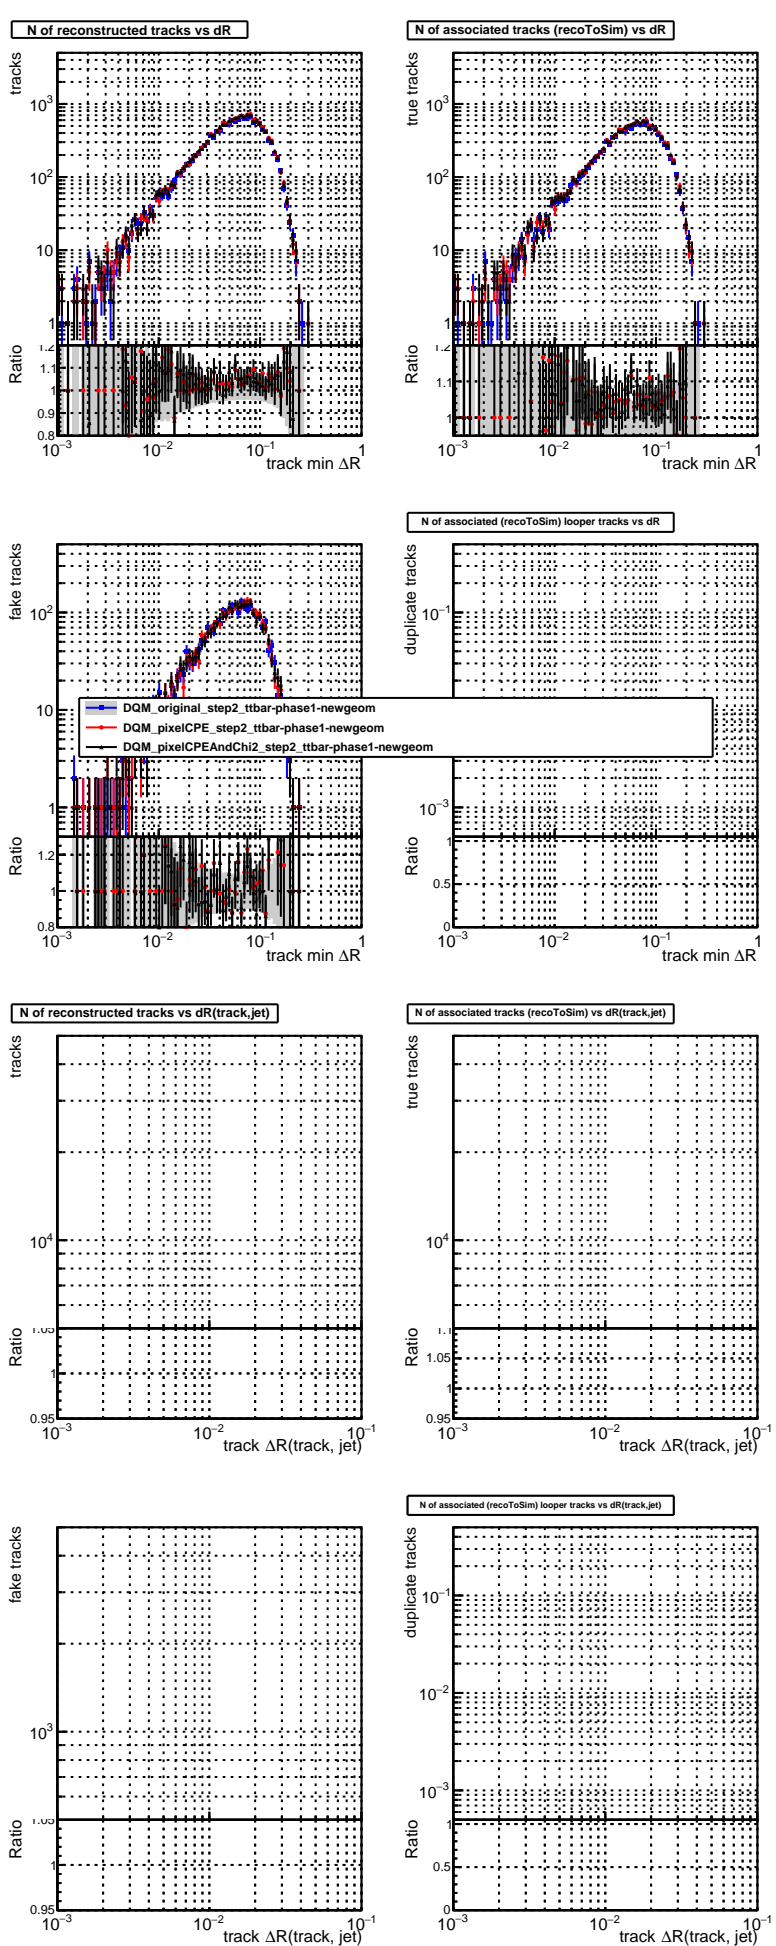 N of reconstructed tracks vs dR
tracks
10³
10²
10
1
Ratio
1.2
1.1
1
0.9
0.8
10⁻³
10⁻²
10⁻¹
1
track min ΔR
N of associated tracks (recoToSim) vs dR
true tracks
10³
10²
10
1
Ratio
1.2
1.1
1
10⁻³
10⁻²
10⁻¹
1
track min ΔR
fake tracks
10²
10
1
Ratio
1.2
1
0.8
10⁻³
10⁻²
10⁻¹
1
track min ΔR
N of associated (recoToSim) looper tracks vs dR
duplicate tracks
10⁻¹
10⁻³
Ratio
1
0.5
0
10⁻³
10⁻²
10⁻¹
1
track min ΔR
DQM_original_step2_ttbar-phase1-newgeom
DQM_pixelCPE_step2_ttbar-phase1-newgeom
DQM_pixelCPEAndChi2_step2_ttbar-phase1-newgeom
N of reconstructed tracks vs dR(track,jet)
tracks
10⁴
Ratio
1.05
1
0.95
10⁻³
10⁻²
10⁻¹
track ΔR(track, jet)
N of associated tracks (recoToSim) vs dR(track,jet)
true tracks
10⁴
Ratio
1.1
1.05
1
0.95
10⁻³
10⁻²
10⁻¹
track ΔR(track, jet)
fake tracks
10³
Ratio
1.05
1
0.95
10⁻³
10⁻²
10⁻¹
track ΔR(track, jet)
N of associated (recoToSim) looper tracks vs dR(track,jet)
duplicate tracks
10⁻¹
10⁻²
10⁻³
Ratio
1
0.5
0
10⁻³
10⁻²
10⁻¹
track ΔR(track, jet)